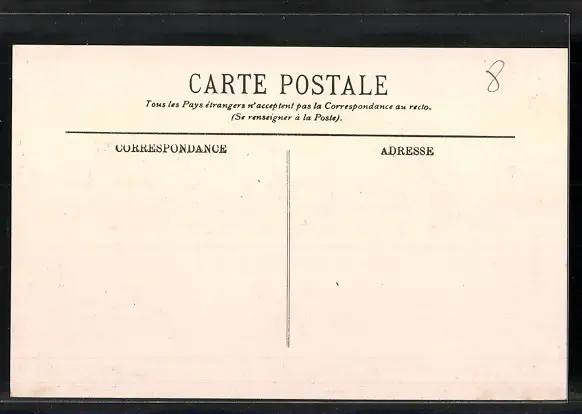 CARTE POSTALE
8
Tous les Pays étrangers n'acceptent pas la Correspondance au recto.
(Se renseigner à la Poste).
CORRESPONDANCE
ADRESSE